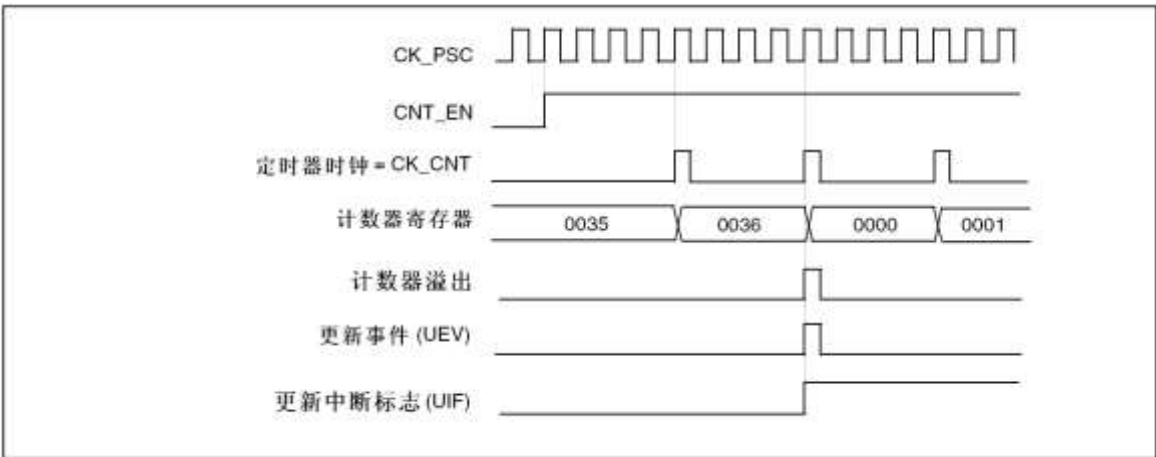 CK_PSC
CNT_EN
定时器时钟 = CK_CNT
计数器寄存器 0035 0036 0000 0001
计数器溢出
更新事件 (UEV)
更新中断标志 (UIF)